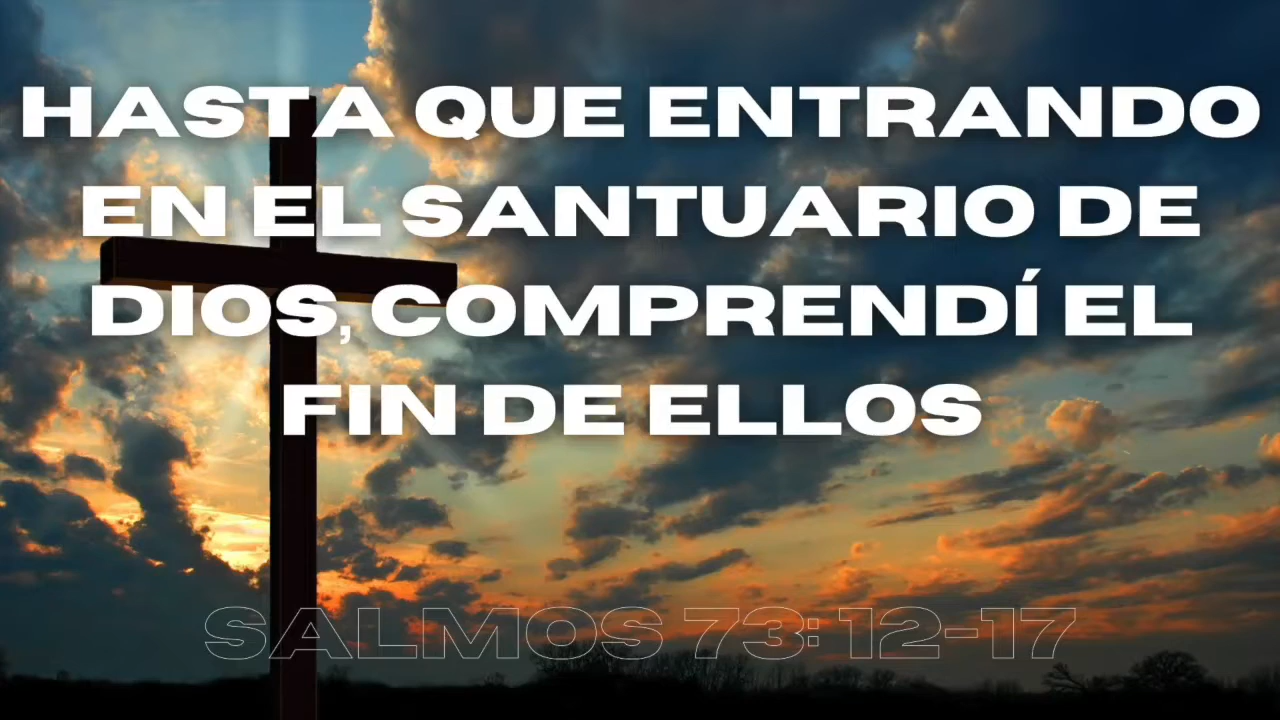 HASTA QUE ENTRANDO
EN EL SANTUARIO DE
DIOS, COMPRENDÍ EL
FIN DE ELLOS
SALMOS 73:12-17